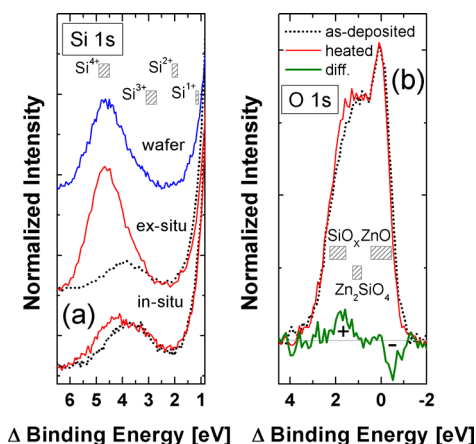 Si 1s
Si4+
Si2+
Si3+
Si1+
wafer
ex-situ
in-situ
(a)
Normalized Intensity
6 5 4 3 2 1
Δ Binding Energy [eV]
as-deposited
heated
diff.
(b)
O 1s
SiOx ZnO
Zn2SiO4
+
-
Normalized Intensity
4 2 0 -2
Δ Binding Energy [eV]